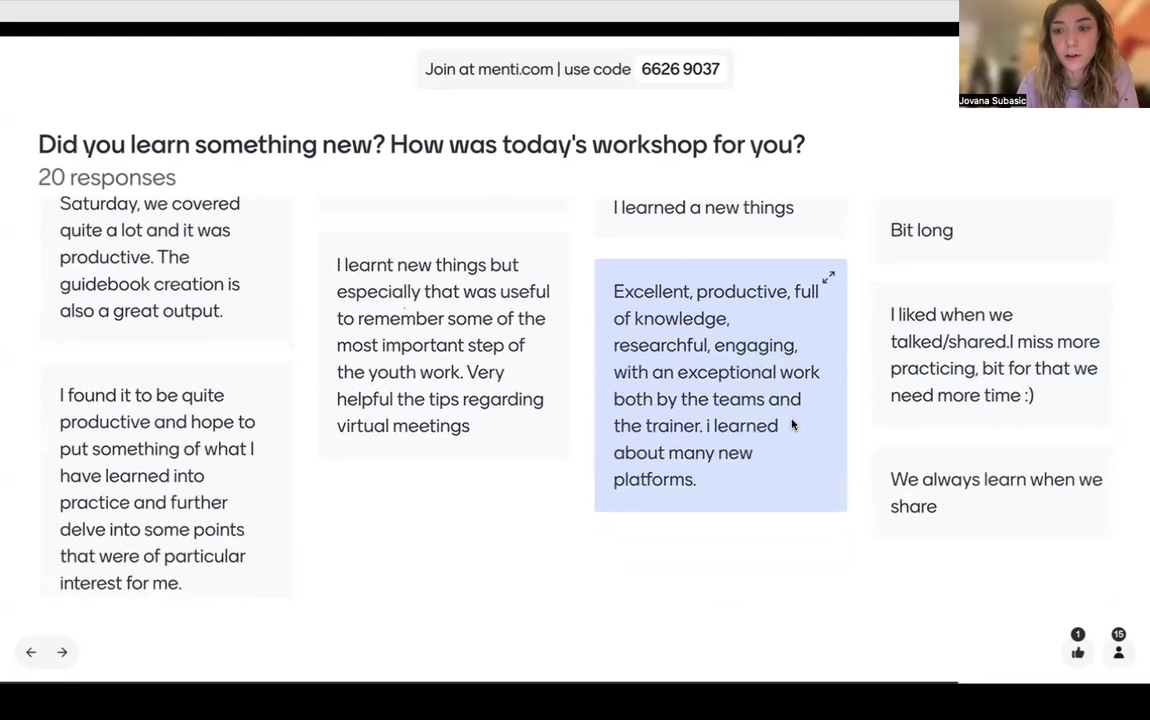 Join at menti.com | use code 6626 9037
Jovana Subasic
Did you learn something new? How was today's workshop for you?
20 responses
Saturday, we covered
quite a lot and it was
productive. The
guidebook creation is
also a great output.
I found it to be quite
productive and hope to
put something of what I
have learned into
practice and further
delve into some points
that were of particular
interest for me.
I learnt new things but
especially that was useful
to remember some of the
most important step of
the youth work. Very
helpful the tips regarding
virtual meetings
I learned a new things
Excellent, productive, full
of knowledge,
researchful, engaging,
with an exceptional work
both by the teams and
the trainer. i learned
about many new
platforms.
Bit long
I liked when we
talked/shared.I miss more
practicing, bit for that we
need more time :)
We always learn when we
share
1
15